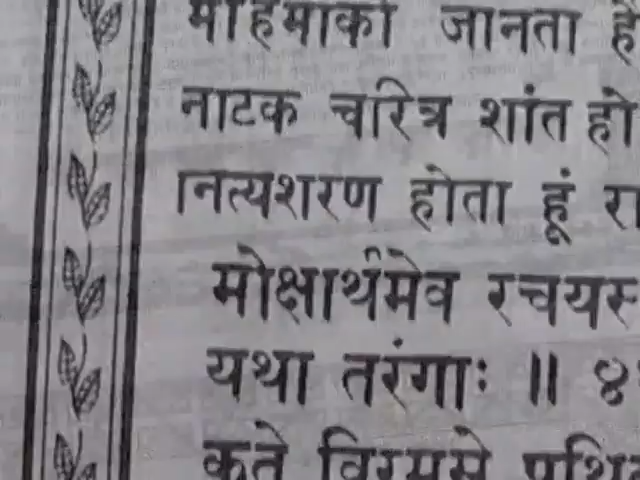 महिमाको जानता है
नाटक चरित्र शांत हो
नित्यशरण होता हूं
मोक्षार्थमेव रचयस
यथा तरंगाः ॥ ४